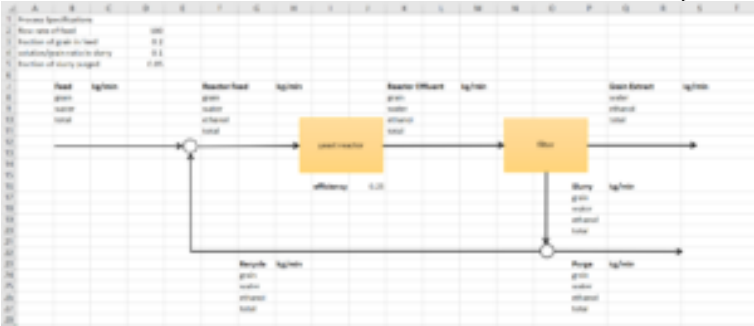 Process Specifications
flow rate of feed 100
fraction of grain in feed
solution/grain ratio in slurry
fraction of slurry purged 0.05
Feed kg/min Reactor Feed kg/min Reactor Effluent kg/min Grain Extract kg/min
grain grain grain water
water water water ethanol
total ethanol ethanol total
total total
yeast reactor filter
efficiency
Slurry kg/min
grain
water
ethanol
total
Recycle kg/min Purge kg/min
grain grain
water water
ethanol ethanol
total total